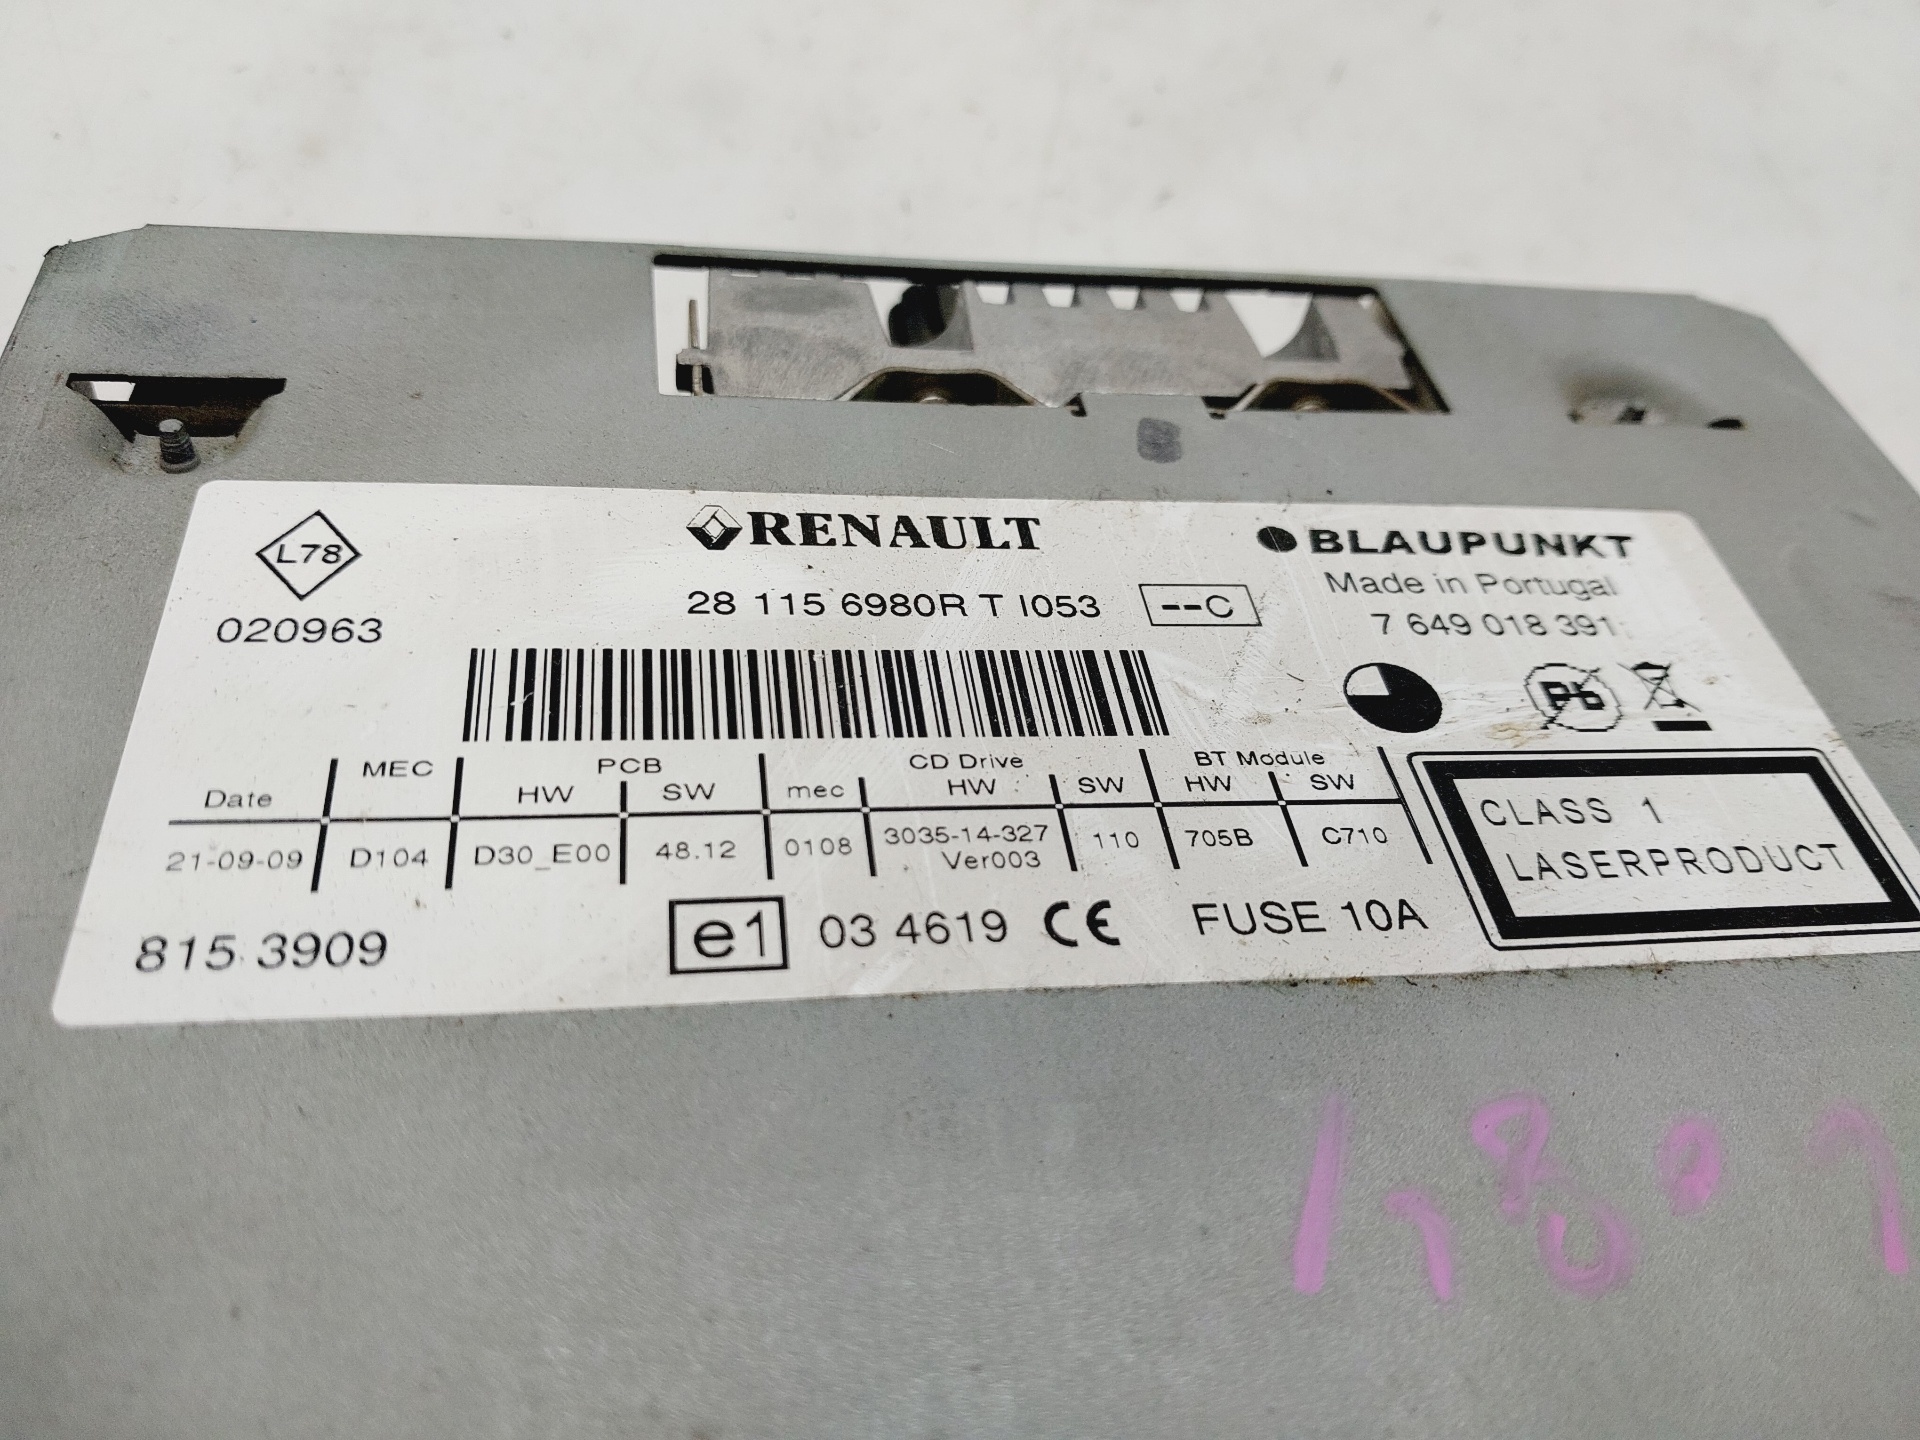 L78
RENAULT
BLAUPUNKT
020963
28 115 6980R T I053
--C
Made in Portugal
7 649 018 391
Pb
MEC PCB CD Drive BT Module
Date HW SW mec HW SW HW SW
21-09-09 D104 D30_E00 48.12 0108 3035-14-327 110 705B C710
Ver003
CLASS 1
LASERPRODUCT
815 3909
e1
03 4619 CE FUSE 10A